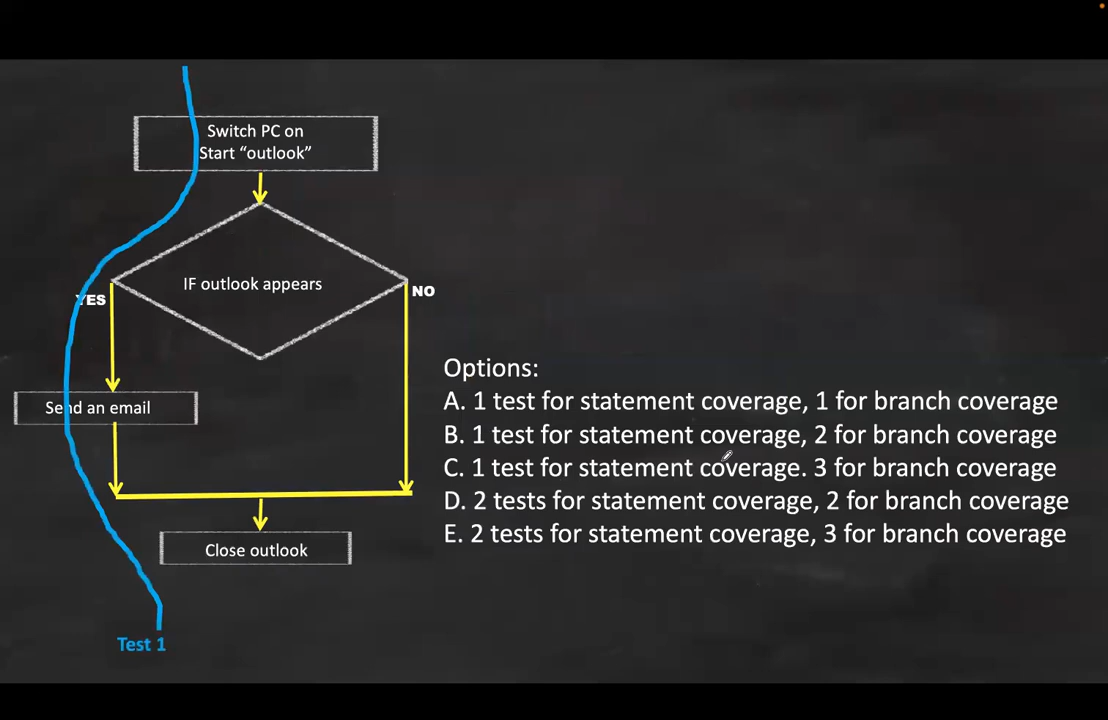 Switch PC on
Start “outlook”
IF outlook appears
YES
NO
Send an email
Close outlook
Test 1
Options:
A. 1 test for statement coverage, 1 for branch coverage
B. 1 test for statement coverage, 2 for branch coverage
C. 1 test for statement coverage. 3 for branch coverage
D. 2 tests for statement coverage, 2 for branch coverage
E. 2 tests for statement coverage, 3 for branch coverage